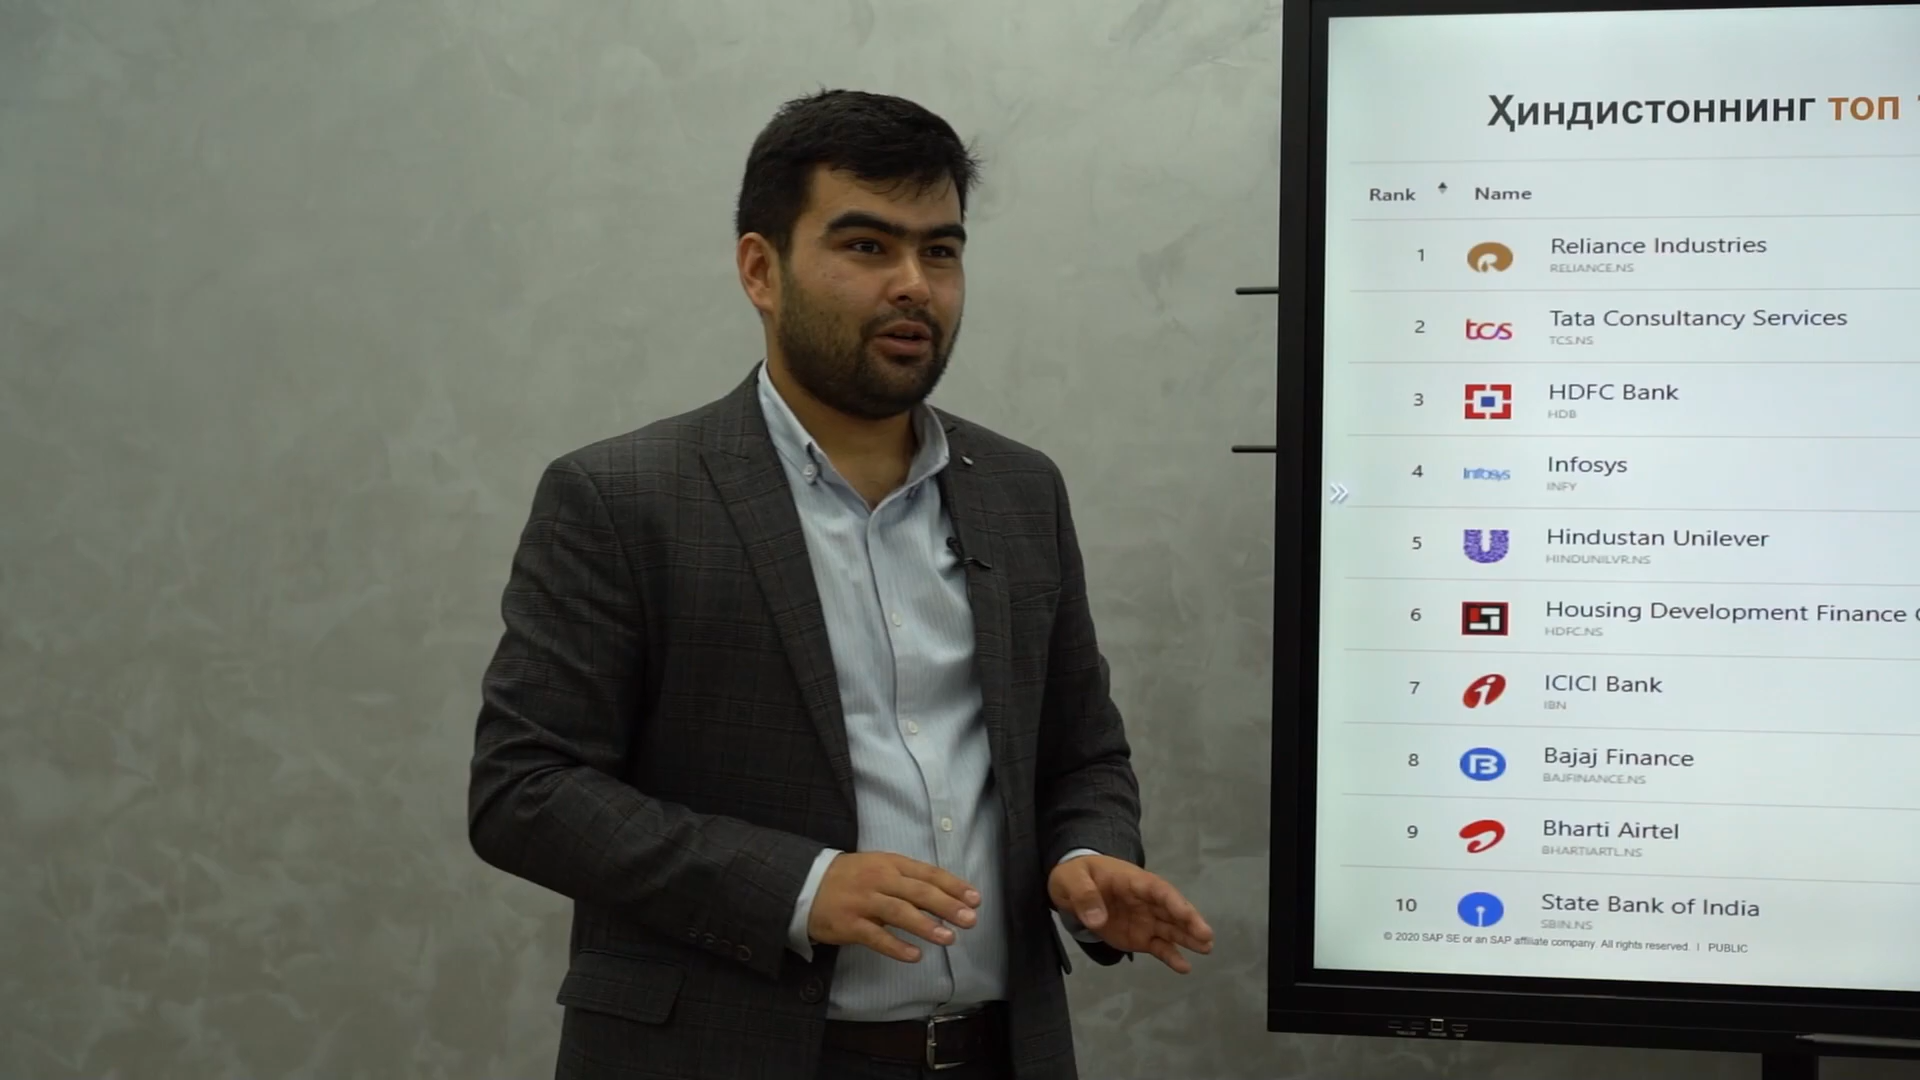 Ҳиндистоннинг топ
Rank Name
1 Reliance Industries
RELIANCE.NS
2 tcs Tata Consultancy Services
TCS.NS
3 HDFC Bank
HDB
4 Infosys Infosys
INFY
5 Hindustan Unilever
HINDUNILVR.NS
6 Housing Development Finance
HDFC.NS
7 ICICI Bank
IBN
8 Bajaj Finance
BAJFINANCE.NS
9 Bharti Airtel
BHARTIARTL.NS
10 State Bank of India
SBIN.NS
© 2020 SAP SE or an SAP affiliate company. All rights reserved. | PUBLIC